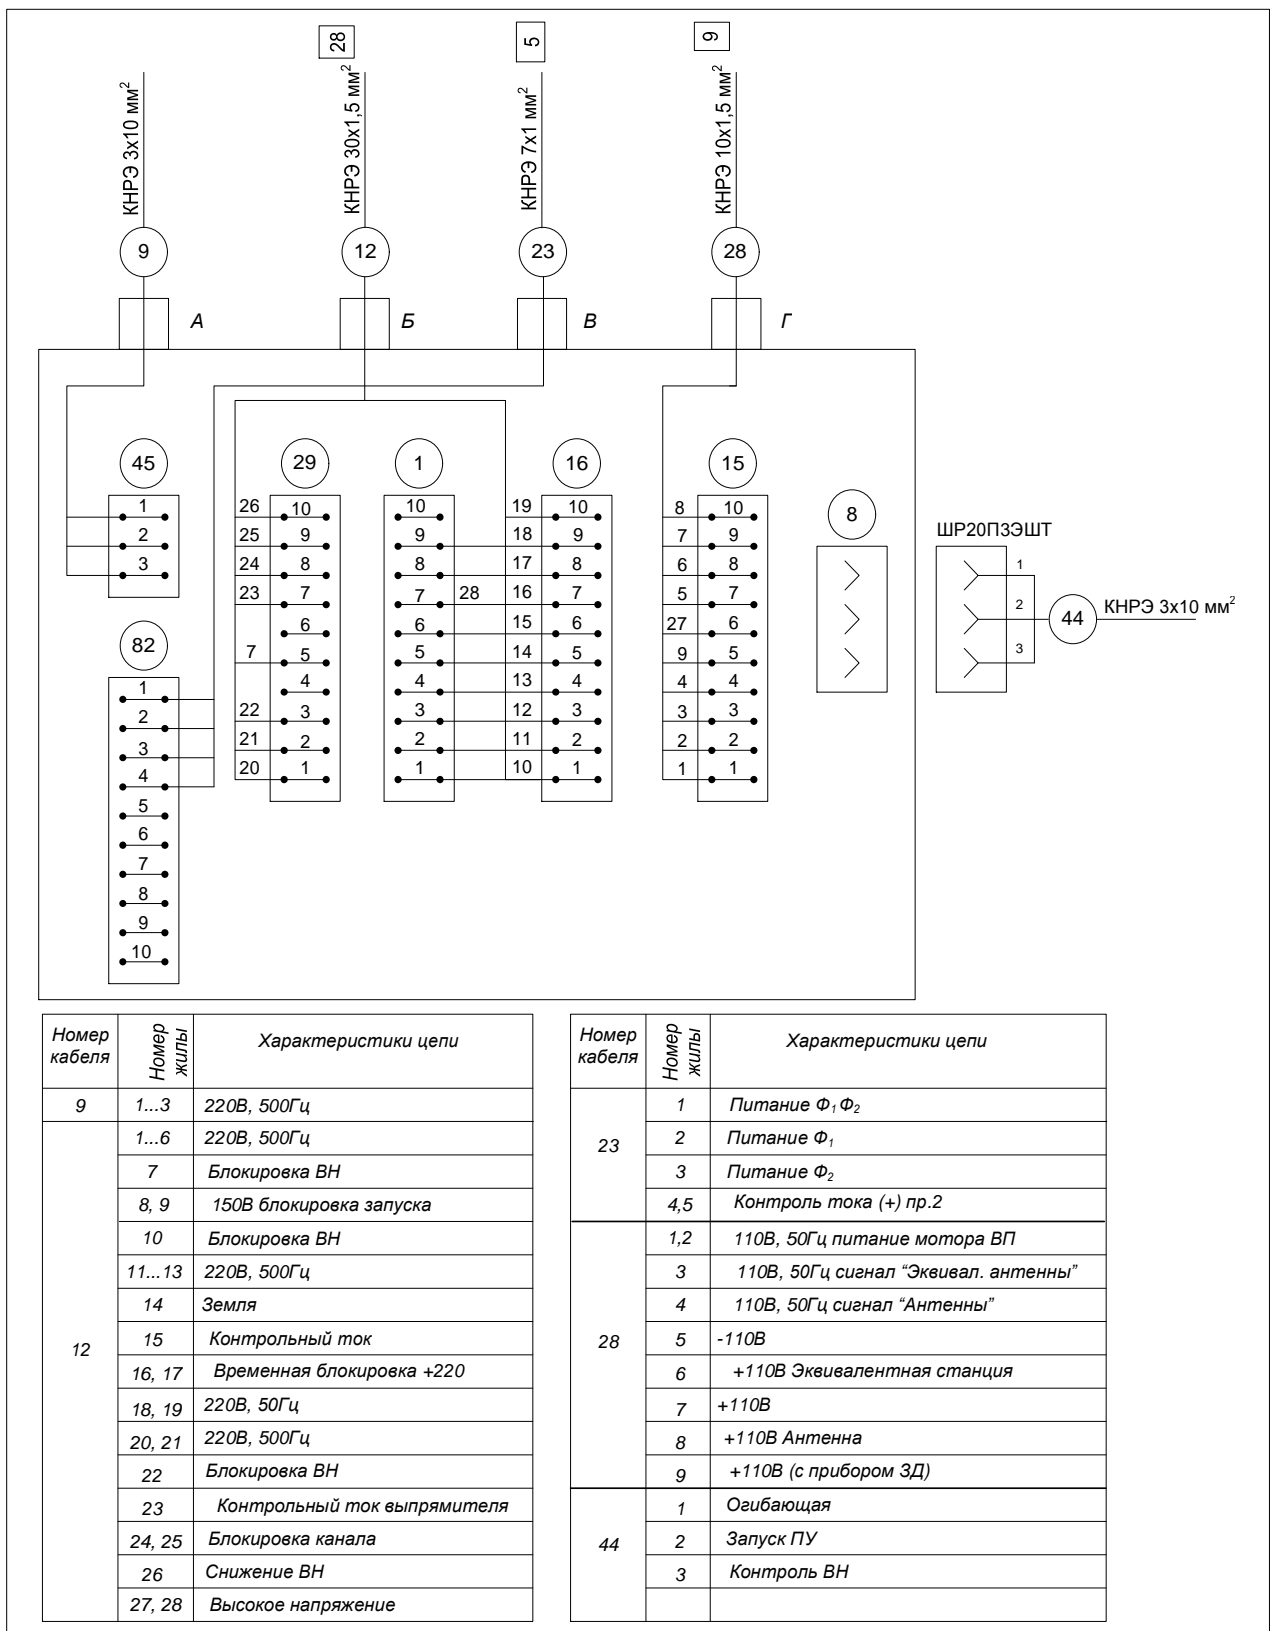 28
5
9
КНРЭ 3х10 мм²
КНРЭ 30х1,5 мм²
КНРЭ 7х1 мм²
КНРЭ 10х1,5 мм²
9
12
23
28
А
Б
В
Г
45
1
2
3
82
1
2
3
4
5
6
7
8
9
10
29
26 10
25 9
24 8
23 7
6
7 5
4
22 3
21 2
20 1
1
10
9
8
7 28
6
5
4
3
2
1
16
19 10
18 9
17 8
16 7
15 6
14 5
13 4
12 3
11 2
10 1
15
8 10
7 9
6 8
5 7
27 6
9 5
4 4
3 3
2 2
1 1
8
ШР20П3ЭШТ
1
2
3
44
КНРЭ 3х10 мм²
Номер кабеля
Номер жилы
Характеристики цепи
9
1...3 220В, 500Гц
12
1...6 220В, 500Гц
7 Блокировка ВН
8, 9 150В блокировка запуска
10 Блокировка ВН
11...13 220В, 500Гц
14 Земля
15 Контрольный ток
16, 17 Временная блокировка +220
18, 19 220В, 50Гц
20, 21 220В, 500Гц
22 Блокировка ВН
23 Контрольный ток выпрямителя
24, 25 Блокировка канала
26 Снижение ВН
27, 28 Высокое напряжение
Номер кабеля
Номер жилы
Характеристики цепи
23
1 Питание Ф₁Ф₂
2 Питание Ф₁
3 Питание Ф₂
4,5 Контроль тока (+) пр.2
28
1,2 110В, 50Гц питание мотора ВП
3 110В, 50Гц сигнал “Эквивал. антенны”
4 110В, 50Гц сигнал “Антенны”
5 -110В
6 +110В Эквивалентная станция
7 +110В
8 +110В Антенна
9 +110В (с прибором ЗД)
44
1 Огибающая
2 Запуск ПУ
3 Контроль ВН